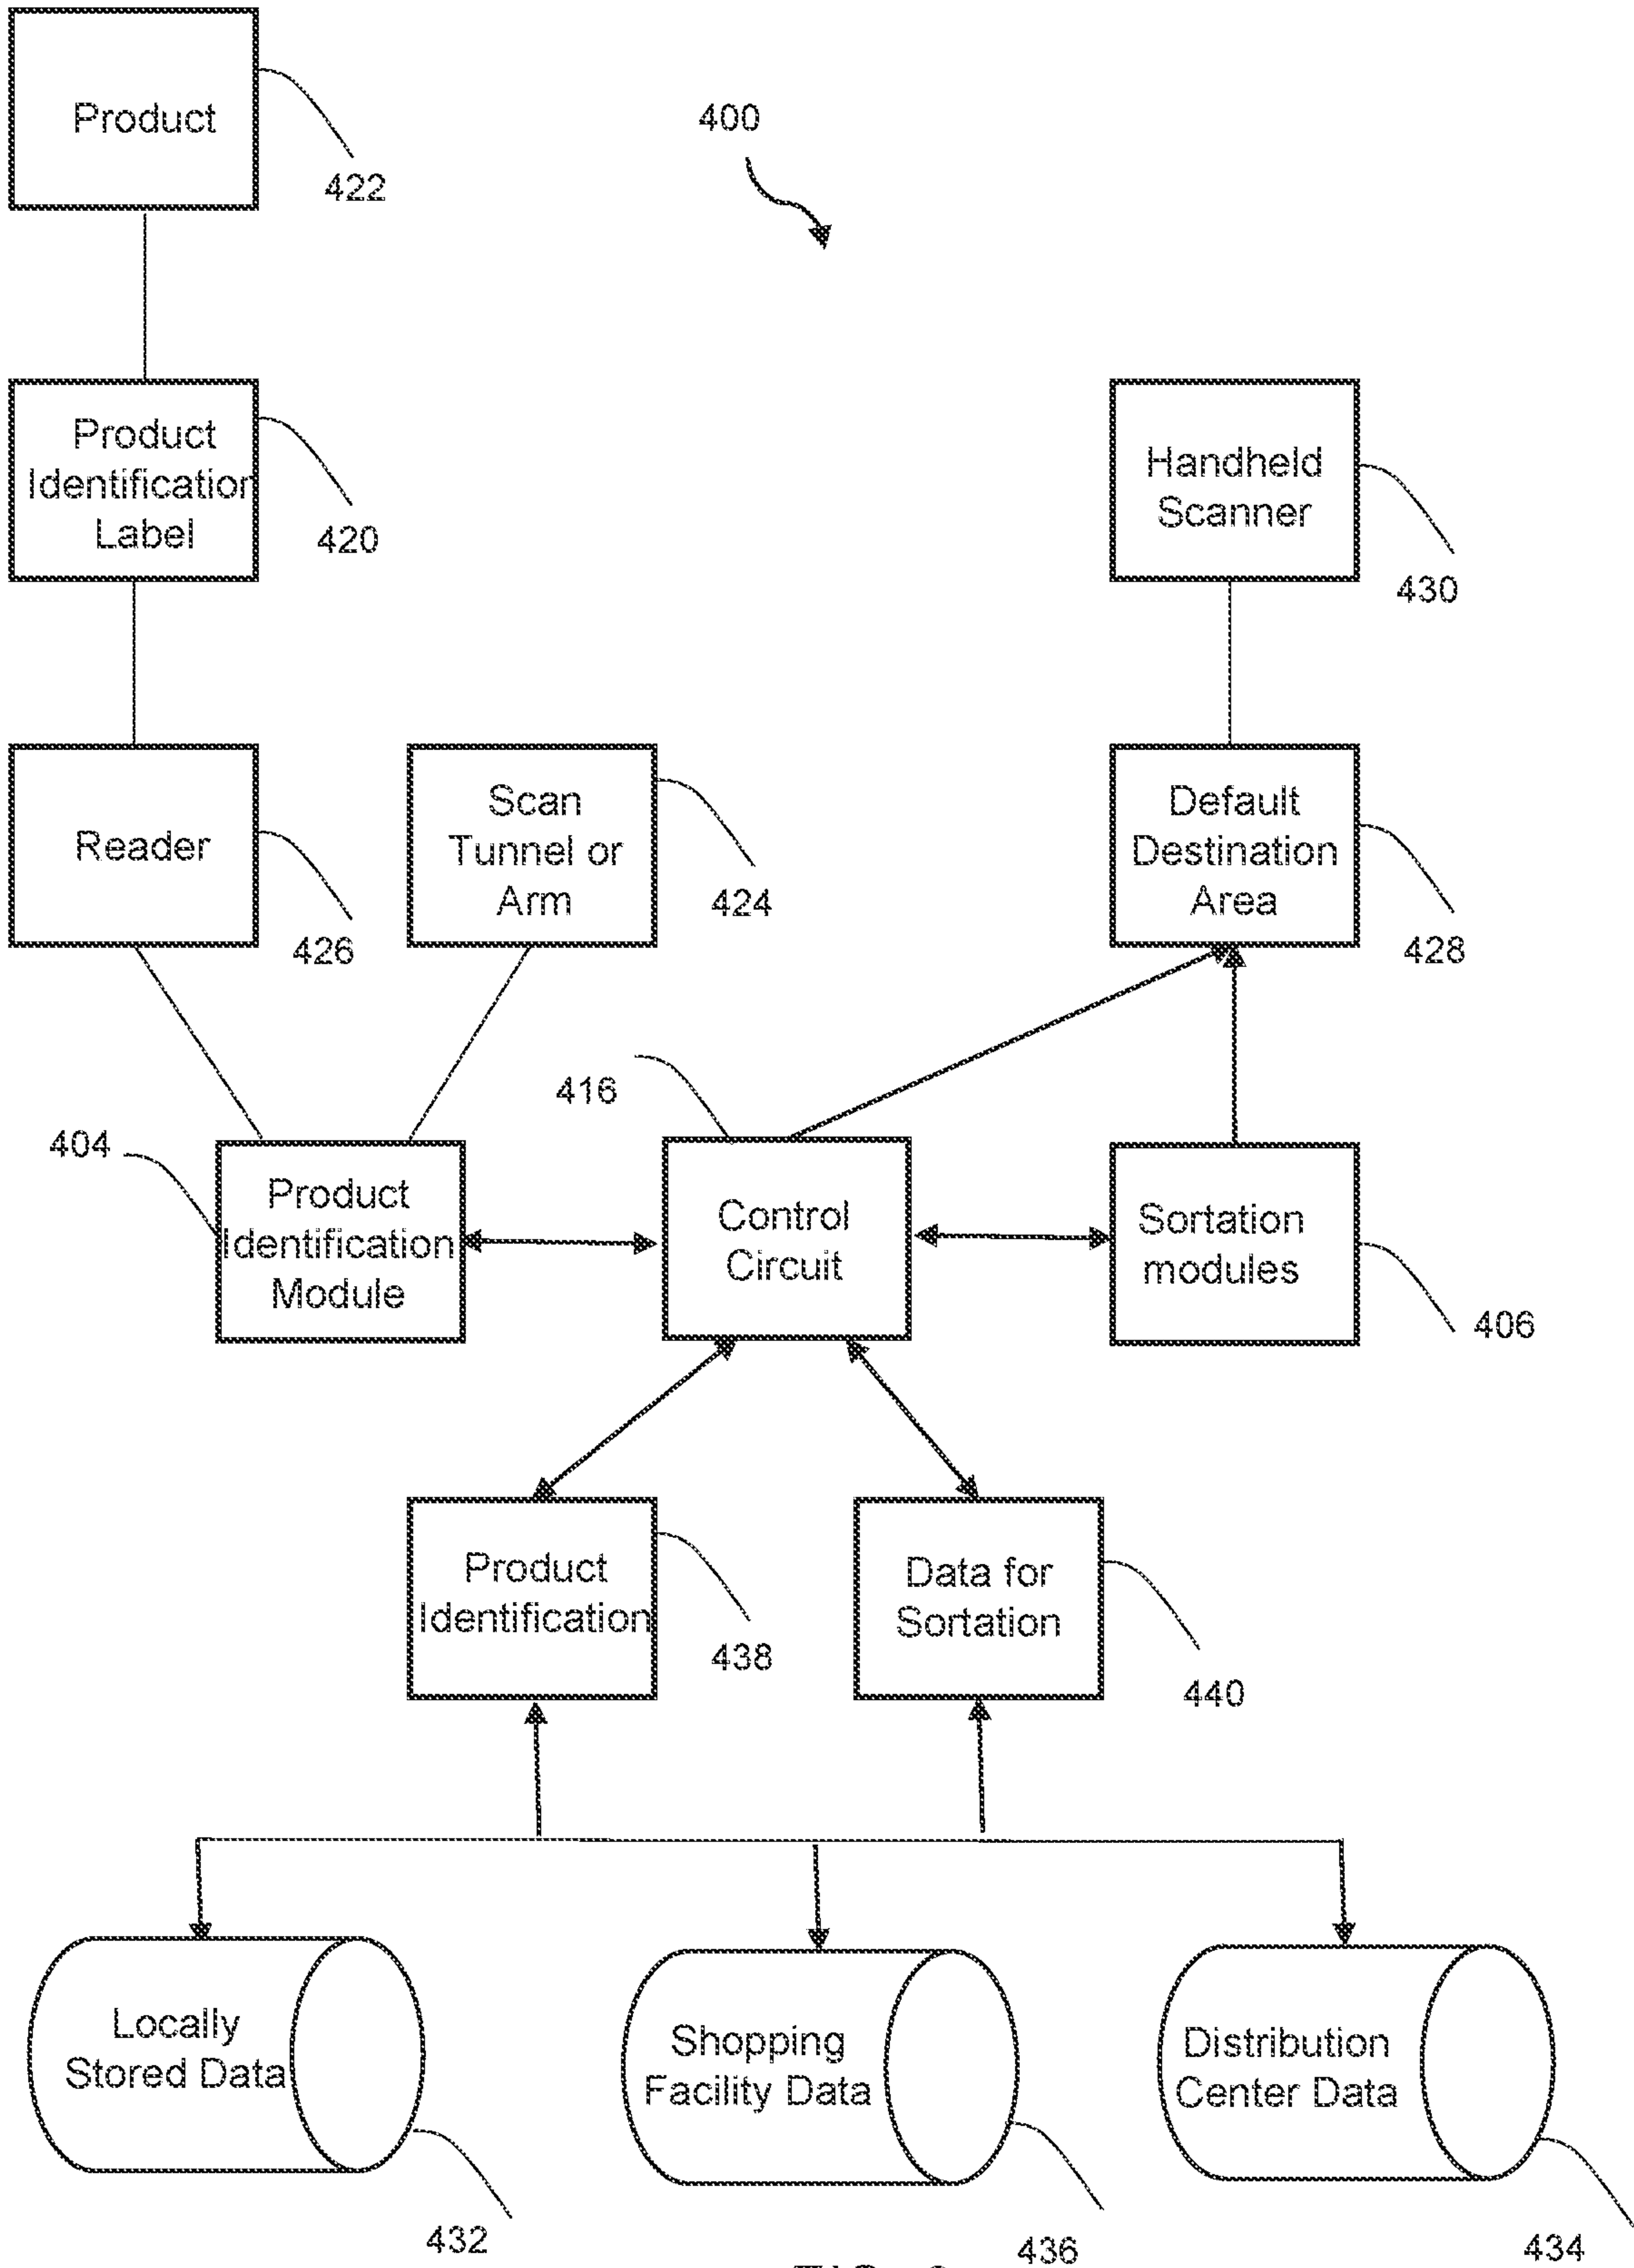 Product
422
400
Product
Identification
Label
420
Handheld
Scanner
430
Reader
426
Scan
Tunnel or
Arm
424
Default
Destination
Area
428
416
404
Product
Identification
Module
Control
Circuit
Sortation
modules
406
Product
Identification
438
Data for
Sortation
440
Locally
Stored Data
432
Shopping
Facility Data
436
Distribution
Center Data
434